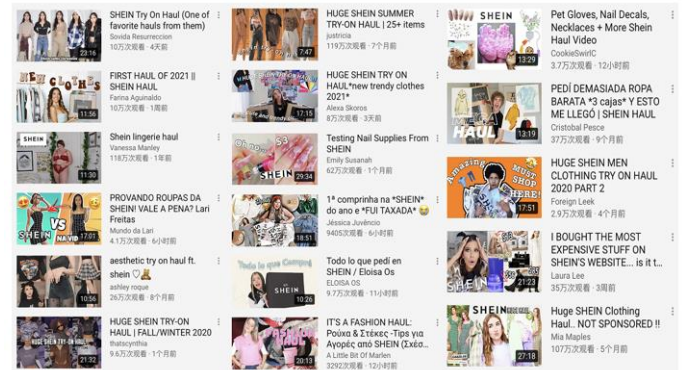 SHEIN Try On Haul (One of
favorite hauls from them)
Sovida Resurreccion
10万次观看 · 4天前
23:16
FIRST HAUL OF 2021 ||
SHEIN HAUL
Farina Aguinaldo
10万次观看 · 1周前
NEW CLOTHES
11:56
Shein lingerie haul
Vanessa Manley
118万次观看 · 1年前
SHEIN
11:30
PROVANDO ROUPAS DA
SHEIN! VALE A PENA? Lari
Freitas
Mundo da Lari
4.1万次观看 · 6小时前
SHEIN VS NA VIDA
17:01
aesthetic try on haul ft.
shein ♡🧸
ashley roque
26万次观看 · 8个月前
10:56
HUGE SHEIN TRY-ON
HAUL | FALL/WINTER 2020
thatscynthia
9.6万次观看 · 1个月前
21:32
HUGE SHEIN SUMMER
TRY-ON HAUL | 25+ items
justricia
119万次观看 · 7个月前
7:47
HUGE SHEIN TRY ON
HAUL*new trendy clothes
2021*
Alexa Skoros
8万次观看 · 3天前
17:15
Testing Nail Supplies From
SHEIN
Emily Susanah
62万次观看 · 1个月前
SHEIN
29:34
1ª comprinha na *SHEIN*
do ano e *FUI TAXADA* 😭
Jéssica Juvêncio
9405次观看 · 6小时前
SHEIN
18:51
Todo lo que pedí en
SHEIN / Eloisa Os
ELOISA OS
9.7万次观看 · 11小时前
Todo lo que Compré
SHEIN
10:26
IT'S A FASHION HAUL:
Ρούχα & Στέκες -Tips για
Αγορές από SHEIN (Σχέσ...
A Little Bit Of Marlen
3292次观看 · 12小时前
FASHION
HAUL
20:13
Pet Gloves, Nail Decals,
Necklaces + More Shein
Haul Video
CookieSwirlC
3.7万次观看 · 12小时前
SHEIN
13:29
PEDÍ DEMASIADA ROPA
BARATA *3 cajas* Y ESTO
ME LLEGÓ | SHEIN HAUL
Cristobal Pesce
37万次观看 · 9个月前
HAUL
13:19
HUGE SHEIN MEN
CLOTHING TRY ON HAUL
2020 PART 2
Foreign Leek
2.9万次观看 · 4个月前
Amazing
MUST
SHOP
HERE!
17:51
I BOUGHT THE MOST
EXPENSIVE STUFF ON
SHEIN'S WEBSITE... is it t...
Laura Lee
35万次观看 · 3周前
21:23
Huge SHEIN Clothing
Haul.. NOT SPONSORED !!
Mia Maples
107万次观看 · 5个月前
SHEIN
27:18